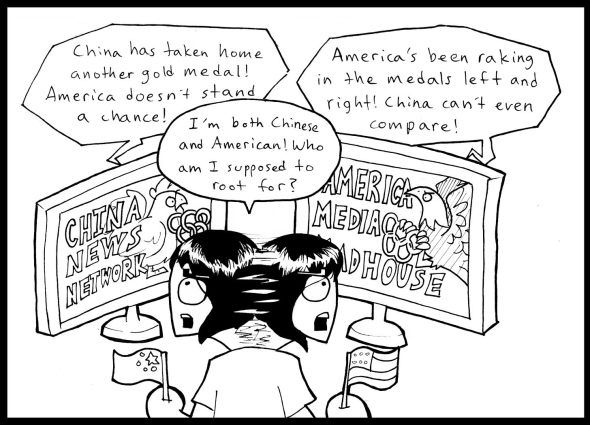 China has taken home
another gold medal!
America doesn't stand
a chance!
America's been raking
in the medals left and
right! China can't even
compare!
I'm both Chinese
and American! Who
am I supposed to
root for?
CHINA
NEWS
NETWORK
AMERICA
MEDIA
ADHOUSE